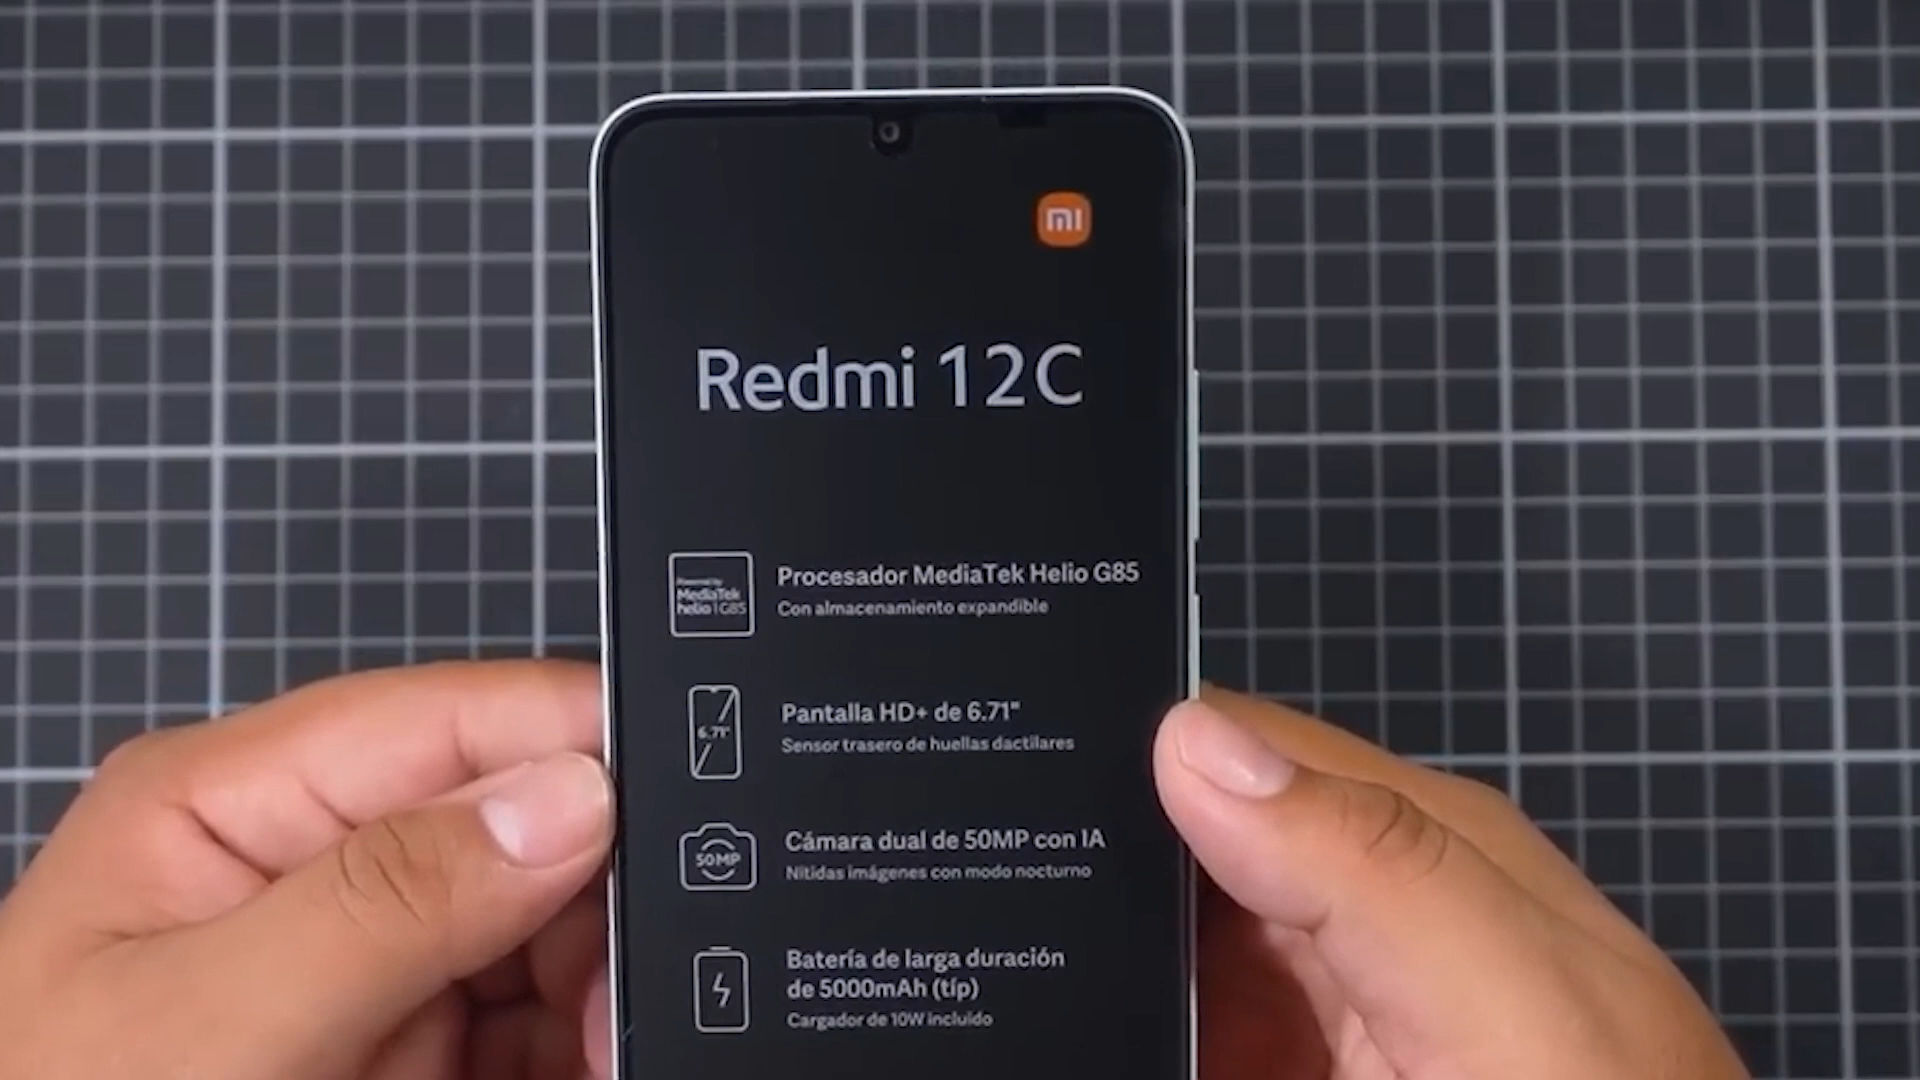 mi
Redmi 12C
Powered by
MediaTek
helio | G85
Procesador MediaTek Helio G85
Con almacenamiento expandible
6.71"
Pantalla HD+ de 6.71"
Sensor trasero de huellas dactilares
50MP
Cámara dual de 50MP con IA
Nítidas imágenes con modo nocturno
Batería de larga duración
de 5000mAh (típ)
Cargador de 10W incluido